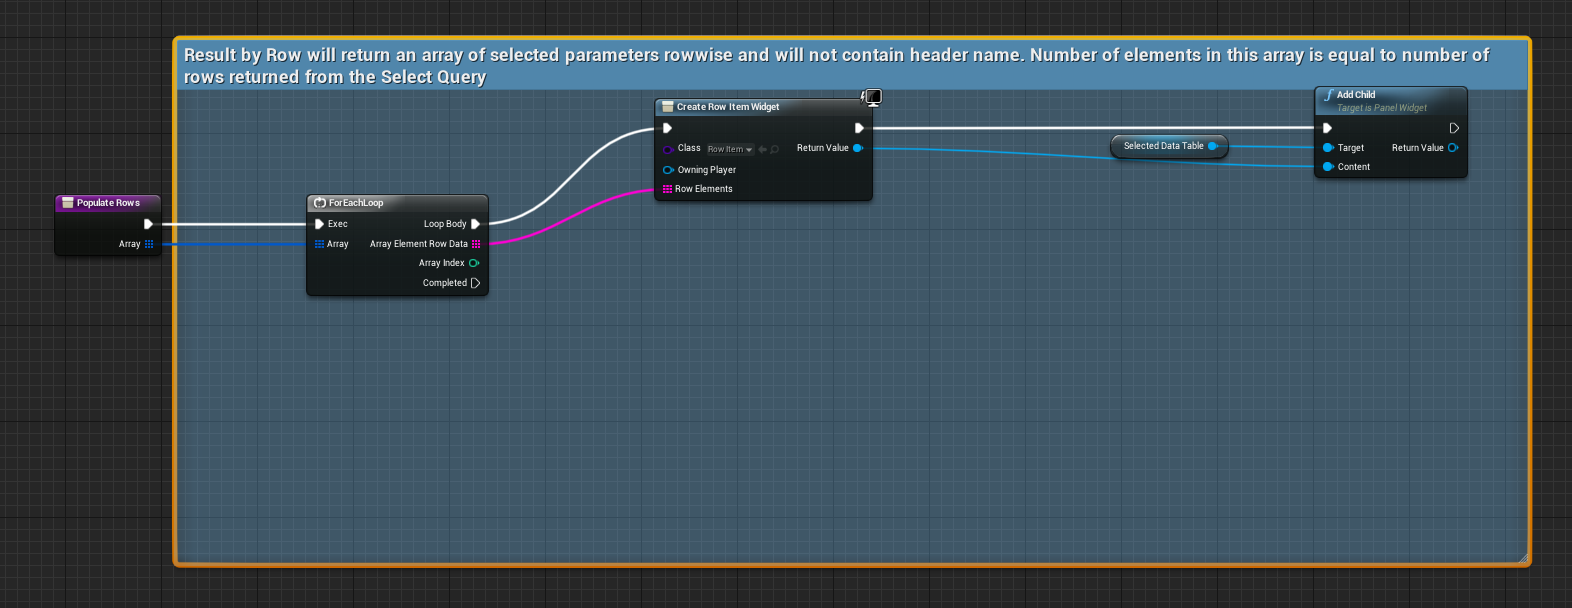 Result by Row will return an array of selected parameters rowwise and will not contain header name. Number of elements in this array is equal to number of
rows returned from the Select Query
Populate Rows
Array
ForEachLoop
Exec
Loop Body
Array
Array Element Row Data
Array Index
Completed
Create Row Item Widget
Class
Row Item
Return Value
Owning Player
Row Elements
Selected Data Table
Add Child
Target is Panel Widget
Target
Return Value
Content